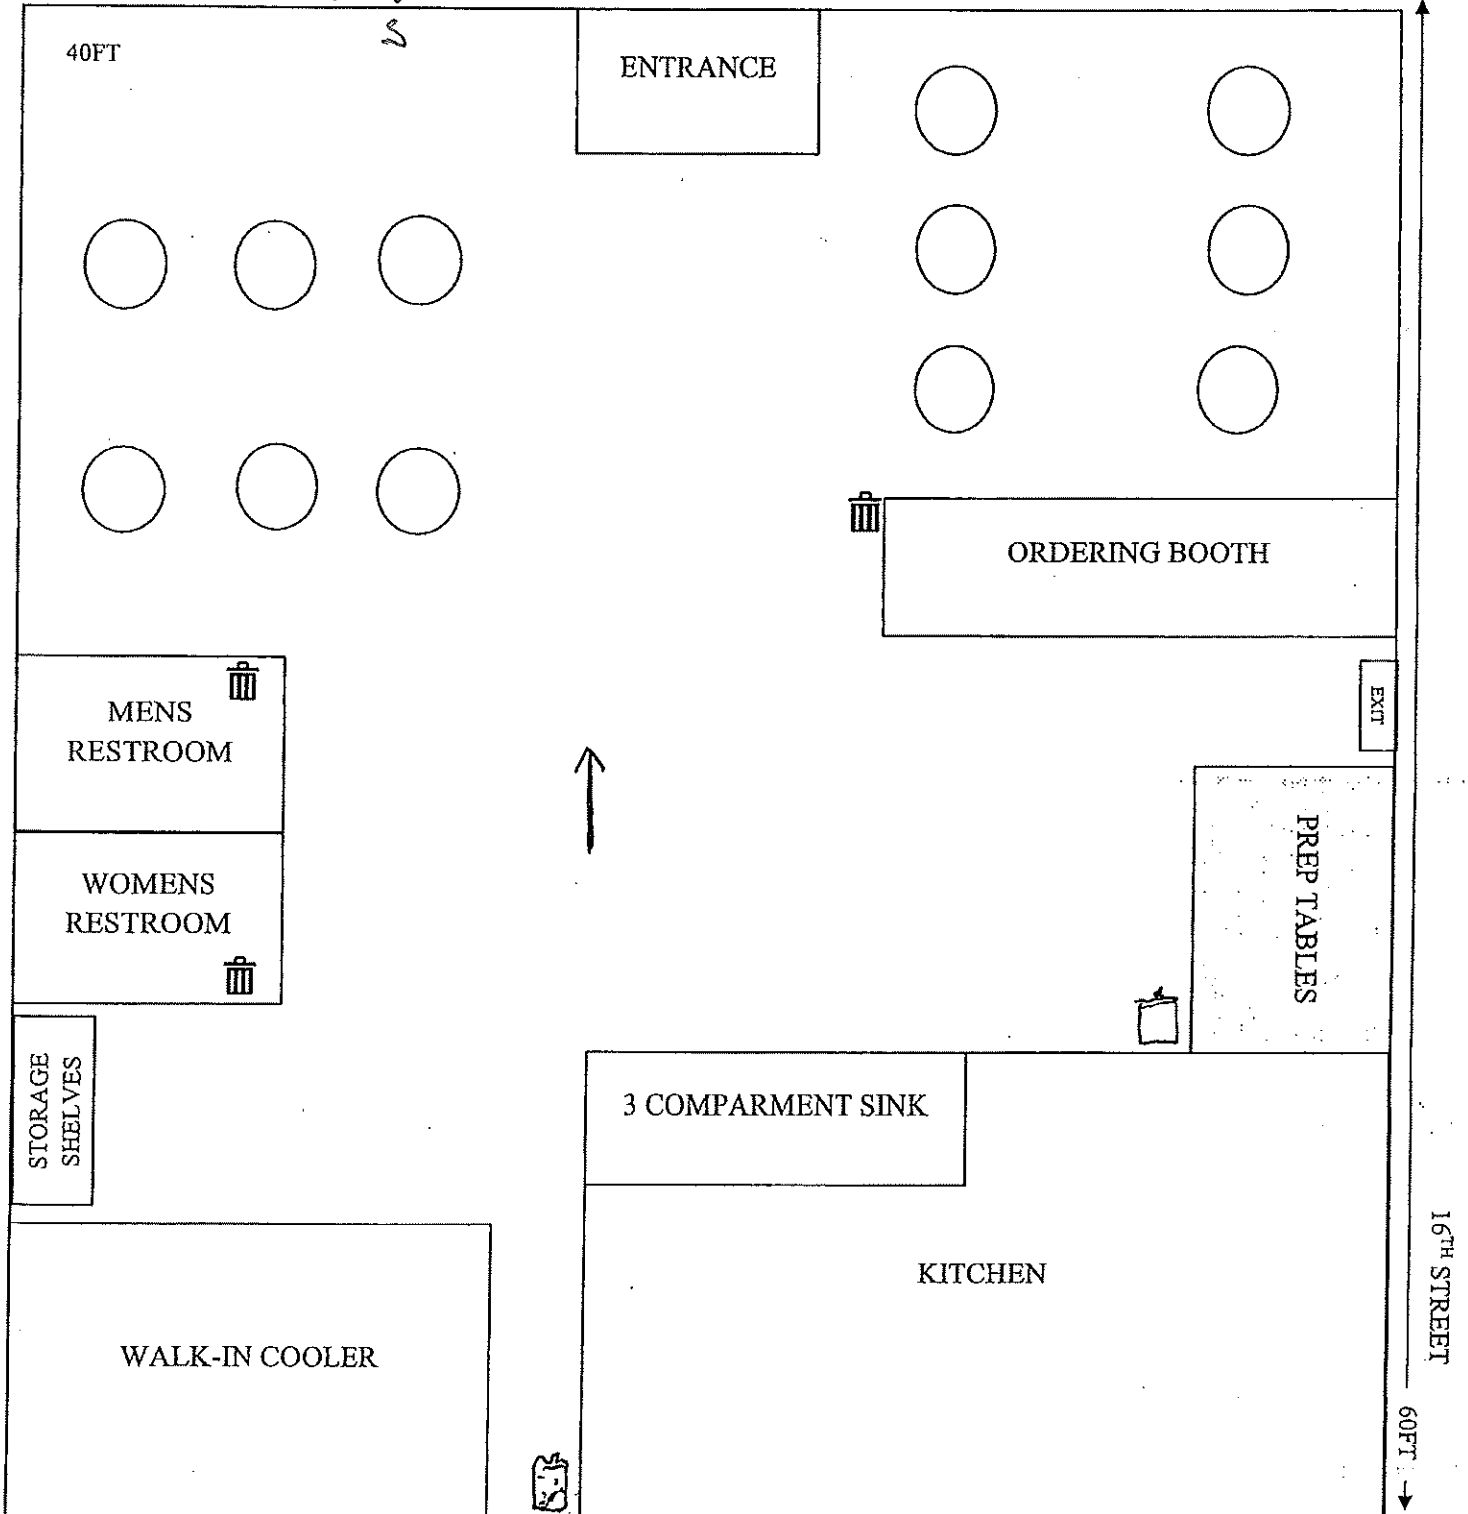 40FT
ENTRANCE
ORDERING BOOTH
EXIT
MENS
RESTROOM
PREP TABLES
WOMENS
RESTROOM
STORAGE
SHELVES
3 COMPARMENT SINK
16TH STREET
KITCHEN
WALK-IN COOLER
60FT